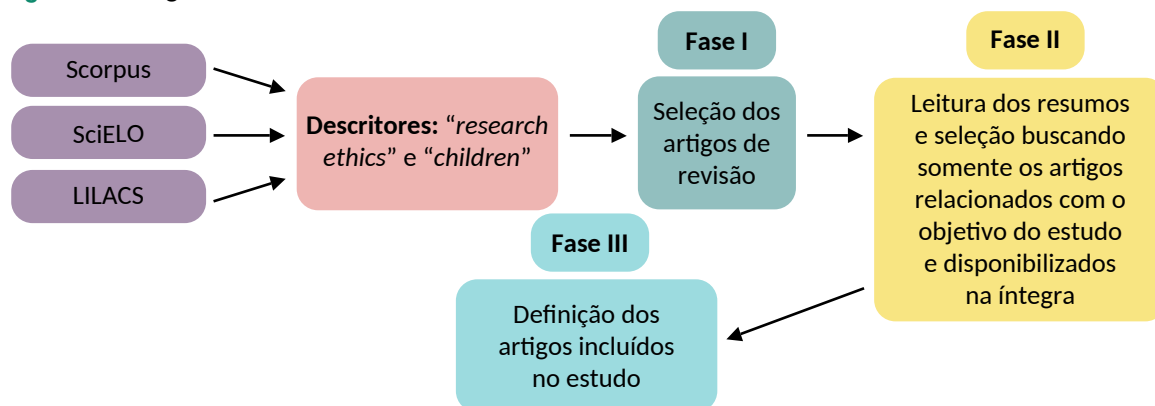 Scorpus
SciELO
LILACS
Descritores: “research
ethics” e “children”
Fase I
Seleção dos
artigos de
revisão
Fase II
Leitura dos resumos
e seleção buscando
somente os artigos
relacionados com o
objetivo do estudo
e disponibilizados
na íntegra
Fase III
Definição dos
artigos incluídos
no estudo